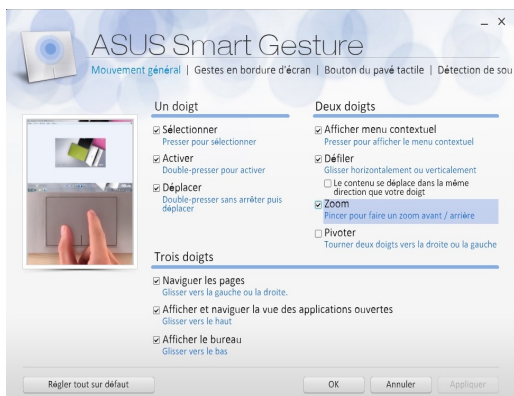 ASUS Smart Gesture
Mouvement général | Gestes en bordure d'écran | Bouton du pavé tactile | Détection de sou
Un doigt
Sélectionner
Presser pour sélectionner
Activer
Double-presser pour activer
Déplacer
Double-presser sans arrêter puis
déplacer
Deux doigts
Afficher menu contextuel
Presser pour afficher le menu contextuel
Défiler
Glisser horizontalement ou verticalement
Le contenu se déplace dans la même
direction que votre doigt
Zoom
Pincer pour faire un zoom avant / arrière
Pivoter
Tourner deux doigts vers la droite ou la gauche
Trois doigts
Naviguer les pages
Glisser vers la gauche ou la droite.
Afficher et naviguer la vue des applications ouvertes
Glisser vers le haut
Afficher le bureau
Glisser vers le bas
Régler tout sur défaut
OK
Annuler
Appliquer